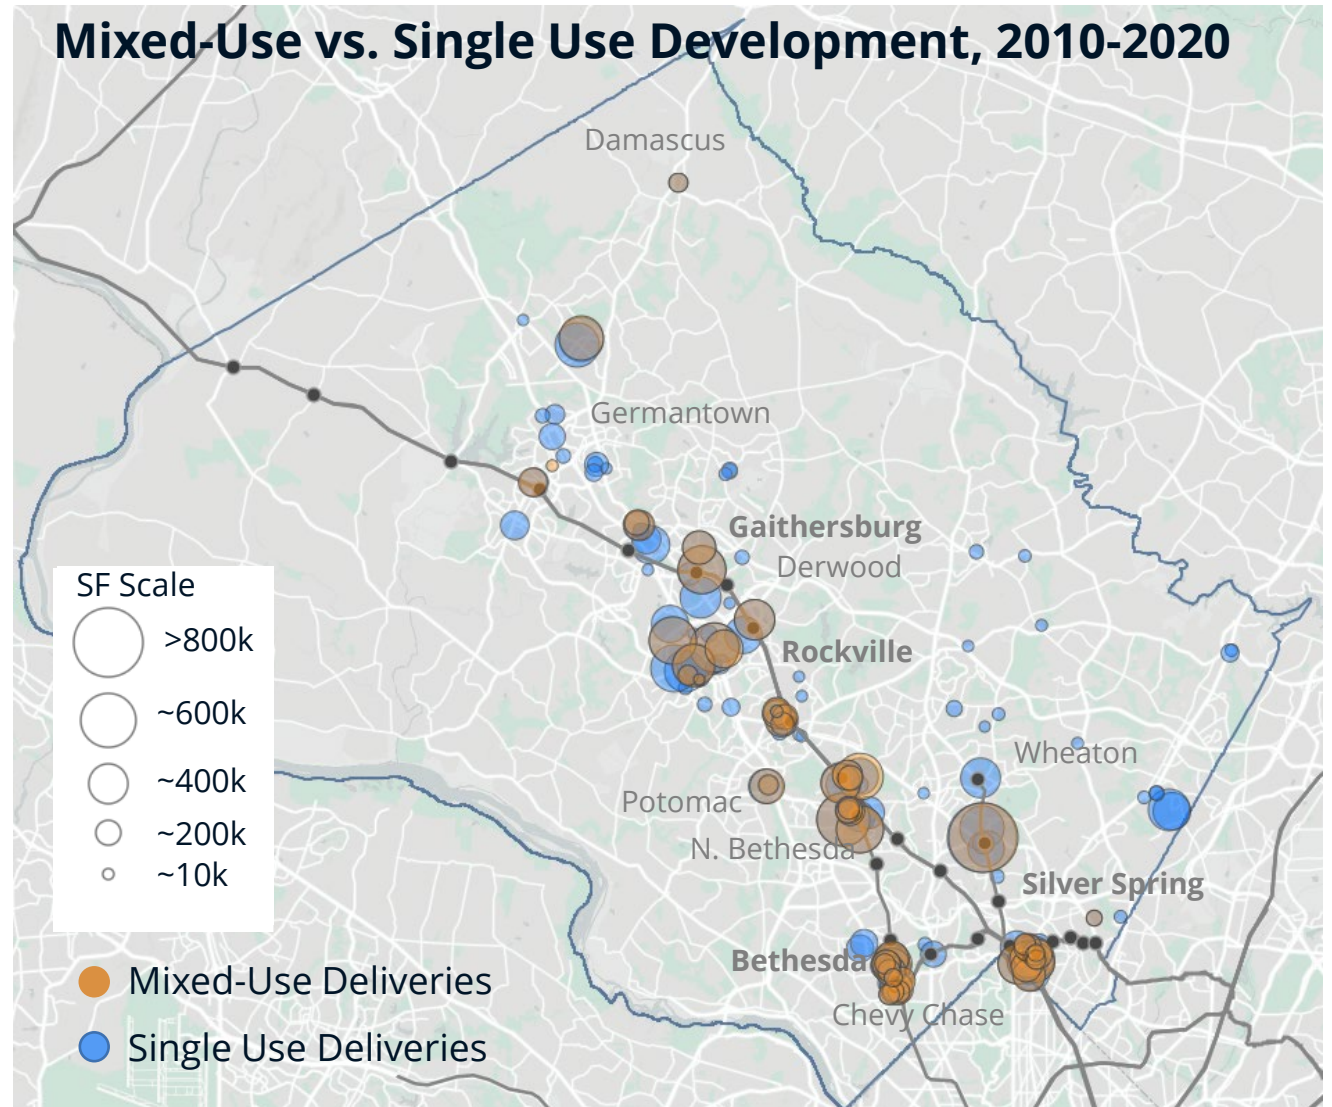 Mixed-Use vs. Single Use Development, 2010-2020
Damascus
Germantown
Gaithersburg
Derwood
SF Scale
>800k
~600k
~400k
~200k
~10k
Rockville
Wheaton
Potomac
N. Bethesda
Silver Spring
Bethesda
Chevy Chase
Mixed-Use Deliveries
Single Use Deliveries